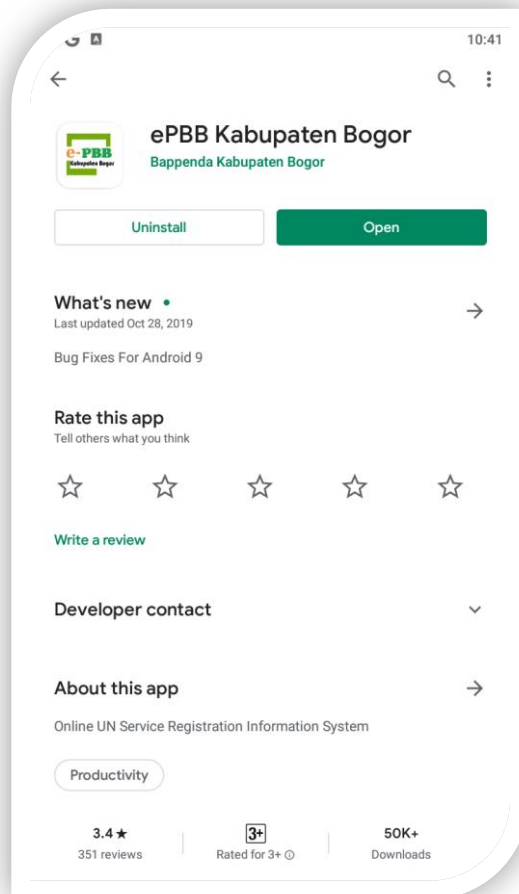 10:41
ePBB Kabupaten Bogor
e-PBB
Kabupaten Bogor
Bappenda Kabupaten Bogor
Uninstall
Open
What's new •
Last updated Oct 28, 2019
Bug Fixes For Android 9
Rate this app
Tell others what you think
Write a review
Developer contact
About this app
Online UN Service Registration Information System
Productivity
3.4★
3+
50K+
351 reviews
Rated for 3+
Downloads